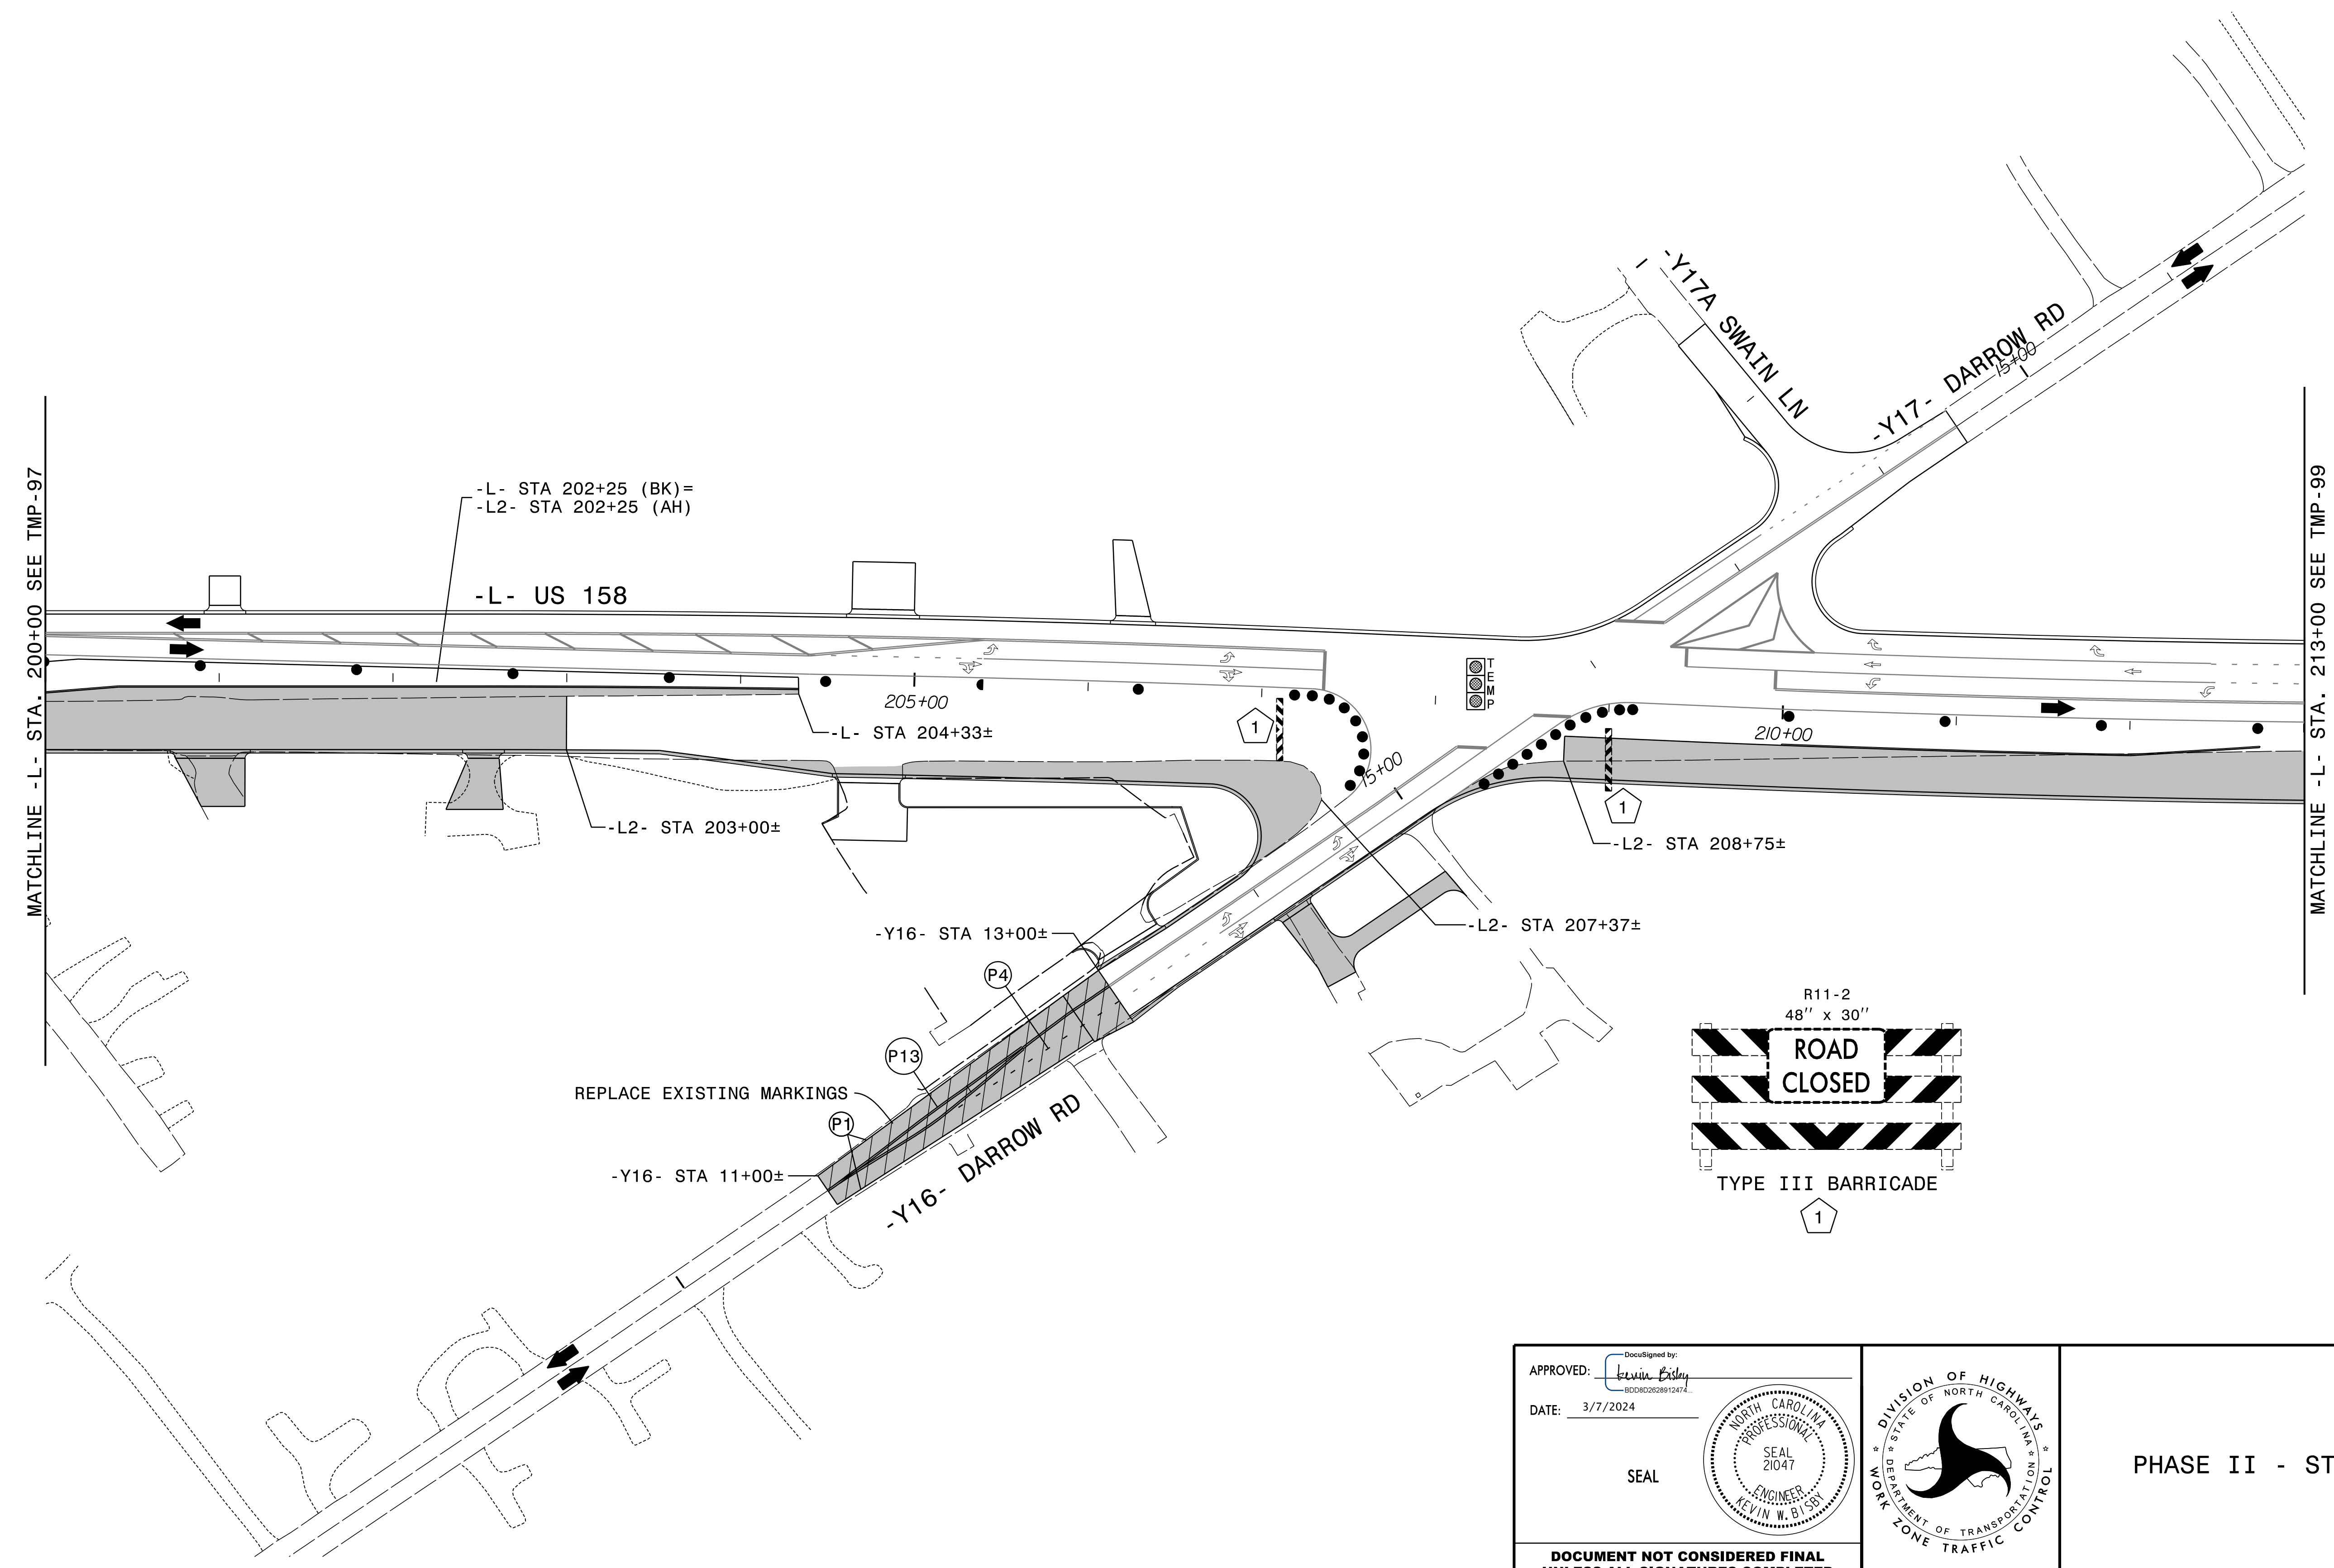 -Y17A SWAIN LN
-Y17- DARROW RD
15+00
MATCHLINE -L- STA. 200+00 SEE TMP-97
MATCHLINE -L- STA. 213+00 SEE TMP-99
-L- STA 202+25 (BK)=
-L2- STA 202+25 (AH)
-L- US 158
TEMP
205+00
-L- STA 204+33±
1
210+00
15+00
1
-L2- STA 203+00±
-L2- STA 208+75±
-L2- STA 207+37±
-Y16- STA 13+00±
P4
P13
REPLACE EXISTING MARKINGS
P1
-Y16- STA 11+00±
-Y16- DARROW RD
R11-2
48" x 30"
ROAD
CLOSED
TYPE III BARRICADE
1
APPROVED:
DocuSigned by:
Kevin Bisby
BDD8D2628912474...
DATE: 3/7/2024
SEAL
NORTH CAROLINA
PROFESSIONAL
SEAL
21047
ENGINEER
KEVIN W. BISBY
DOCUMENT NOT CONSIDERED FINAL
UNLESS ALL SIGNATURES COMPLETED
DIVISION OF HIGHWAYS
STATE OF NORTH CAROLINA
DEPARTMENT OF TRANSPORTATION
WORK ZONE TRAFFIC CONTROL
PHASE II - ST